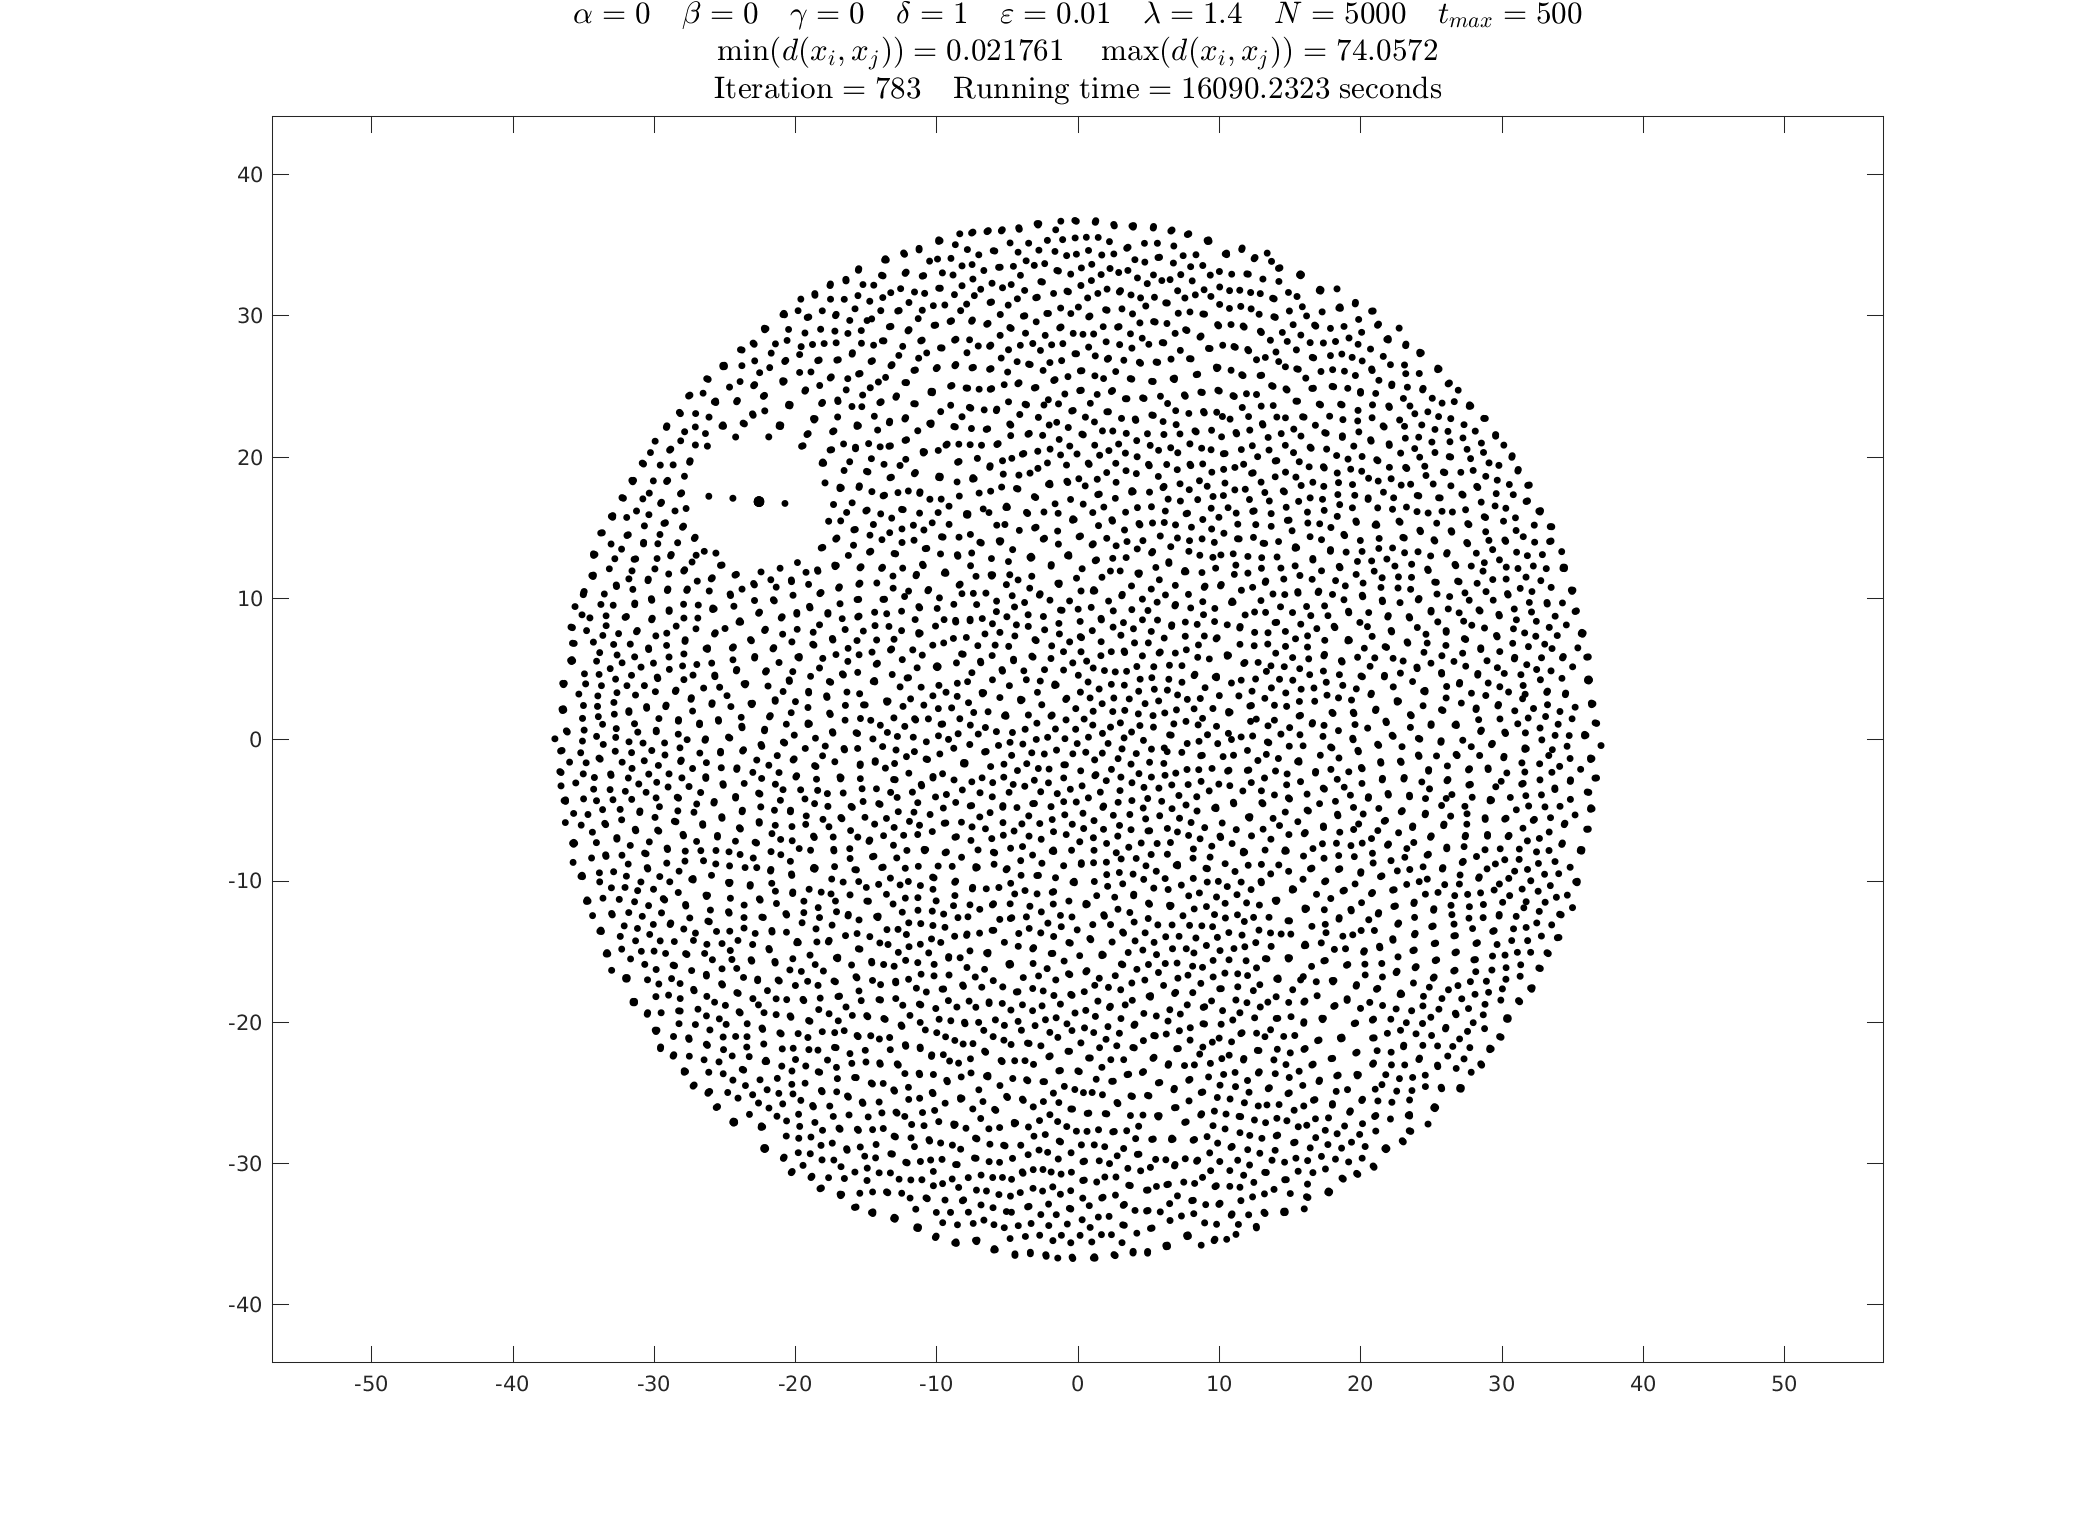 α = 0 β = 0 γ = 0 δ = 1 ε = 0.01 λ = 1.4 N = 5000 t_max = 500
min(d(x_i, x_j)) = 0.021761 max(d(x_i, x_j)) = 74.0572
Iteration = 783 Running time = 16090.2323 seconds
40
30
20
10
0
-10
-20
-30
-40
-50 -40 -30 -20 -10 0 10 20 30 40 50